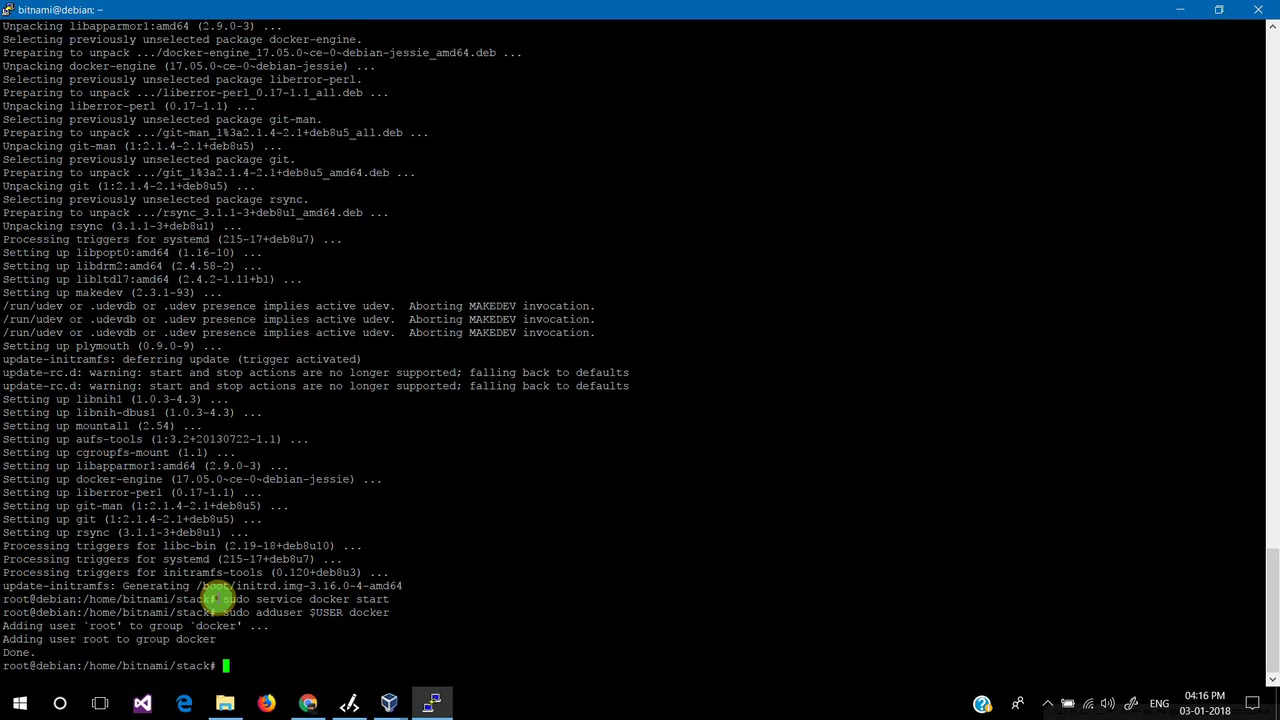 bitnami@debian: ~
Unpacking libapparmor1:amd64 (2.9.0-3) ...
Selecting previously unselected package docker-engine.
Preparing to unpack .../docker-engine_17.05.0~ce-0~debian-jessie_amd64.deb ...
Unpacking docker-engine (17.05.0~ce-0~debian-jessie) ...
Selecting previously unselected package liberror-perl.
Preparing to unpack .../liberror-perl_0.17-1.1_all.deb ...
Unpacking liberror-perl (0.17-1.1) ...
Selecting previously unselected package git-man.
Preparing to unpack .../git-man_1%3a2.1.4-2.1+deb8u5_all.deb ...
Unpacking git-man (1:2.1.4-2.1+deb8u5) ...
Selecting previously unselected package git.
Preparing to unpack .../git_1%3a2.1.4-2.1+deb8u5_amd64.deb ...
Unpacking git (1:2.1.4-2.1+deb8u5) ...
Selecting previously unselected package rsync.
Preparing to unpack .../rsync_3.1.1-3+deb8u1_amd64.deb ...
Unpacking rsync (3.1.1-3+deb8u1) ...
Processing triggers for systemd (215-17+deb8u7) ...
Setting up libpopt0:amd64 (1.16-10) ...
Setting up libdrm2:amd64 (2.4.58-2) ...
Setting up libltdl7:amd64 (2.4.2-1.11+b1) ...
Setting up makedev (2.3.1-93) ...
/run/udev or .udevdb or .udev presence implies active udev.  Aborting MAKEDEV invocation.
/run/udev or .udevdb or .udev presence implies active udev.  Aborting MAKEDEV invocation.
/run/udev or .udevdb or .udev presence implies active udev.  Aborting MAKEDEV invocation.
Setting up plymouth (0.9.0-9) ...
update-initramfs: deferring update (trigger activated)
update-rc.d: warning: start and stop actions are no longer supported; falling back to defaults
update-rc.d: warning: start and stop actions are no longer supported; falling back to defaults
Setting up libnih1 (1.0.3-4.3) ...
Setting up libnih-dbus1 (1.0.3-4.3) ...
Setting up mountall (2.54) ...
Setting up aufs-tools (1:3.2+20130722-1.1) ...
Setting up cgroupfs-mount (1.1) ...
Setting up libapparmor1:amd64 (2.9.0-3) ...
Setting up docker-engine (17.05.0~ce-0~debian-jessie) ...
Setting up liberror-perl (0.17-1.1) ...
Setting up git-man (1:2.1.4-2.1+deb8u5) ...
Setting up git (1:2.1.4-2.1+deb8u5) ...
Setting up rsync (3.1.1-3+deb8u1) ...
Processing triggers for libc-bin (2.19-18+deb8u10) ...
Processing triggers for systemd (215-17+deb8u7) ...
Processing triggers for initramfs-tools (0.120+deb8u3) ...
update-initramfs: Generating /boot/initrd.img-3.16.0-4-amd64
root@debian:/home/bitnami/stack# sudo service docker start
root@debian:/home/bitnami/stack# sudo adduser $USER docker
Adding user `root' to group `docker' ...
Adding user root to group docker
Done.
root@debian:/home/bitnami/stack#
ENG
04:16 PM
03-01-2018